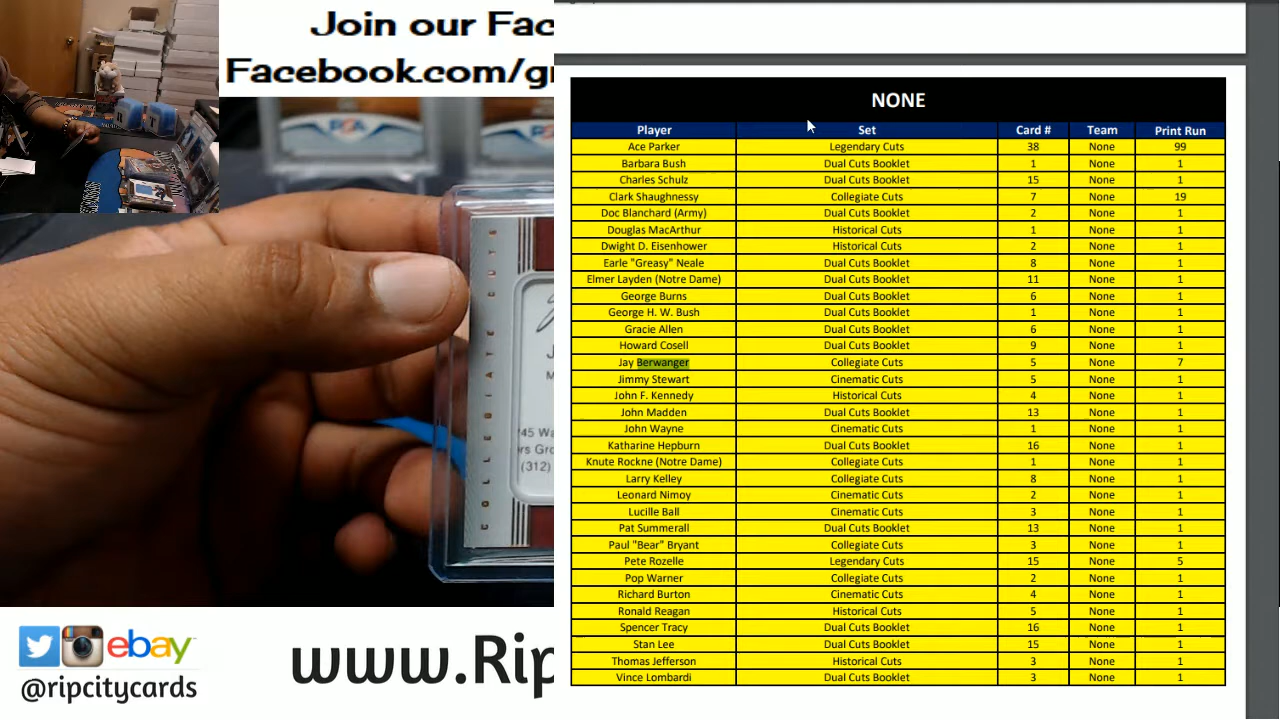 Join our Fac
Facebook.com/gr
PSA
COLLEGIATE CUTS
J
M
45 Wa
rs Gro
(312)
ebay
@ripcitycards
www.Rip
NONE
Player Set Card # Team Print Run
Ace Parker Legendary Cuts 38 None 99
Barbara Bush Dual Cuts Booklet 1 None 1
Charles Schulz Dual Cuts Booklet 15 None 1
Clark Shaughnessy Collegiate Cuts 7 None 19
Doc Blanchard (Army) Dual Cuts Booklet 2 None 1
Douglas MacArthur Historical Cuts 1 None 1
Dwight D. Eisenhower Historical Cuts 2 None 1
Earle "Greasy" Neale Dual Cuts Booklet 8 None 1
Elmer Layden (Notre Dame) Dual Cuts Booklet 11 None 1
George Burns Dual Cuts Booklet 6 None 1
George H. W. Bush Dual Cuts Booklet 1 None 1
Gracie Allen Dual Cuts Booklet 6 None 1
Howard Cosell Dual Cuts Booklet 9 None 1
Jay Berwanger Collegiate Cuts 5 None 7
Jimmy Stewart Cinematic Cuts 5 None 1
John F. Kennedy Historical Cuts 4 None 1
John Madden Dual Cuts Booklet 13 None 1
John Wayne Cinematic Cuts 1 None 1
Katharine Hepburn Dual Cuts Booklet 16 None 1
Knute Rockne (Notre Dame) Collegiate Cuts 1 None 1
Larry Kelley Collegiate Cuts 8 None 1
Leonard Nimoy Cinematic Cuts 2 None 1
Lucille Ball Cinematic Cuts 3 None 1
Pat Summerall Dual Cuts Booklet 13 None 1
Paul "Bear" Bryant Collegiate Cuts 3 None 1
Pete Rozelle Legendary Cuts 15 None 5
Pop Warner Collegiate Cuts 2 None 1
Richard Burton Cinematic Cuts 4 None 1
Ronald Reagan Historical Cuts 5 None 1
Spencer Tracy Dual Cuts Booklet 16 None 1
Stan Lee Dual Cuts Booklet 15 None 1
Thomas Jefferson Historical Cuts 3 None 1
Vince Lombardi Dual Cuts Booklet 3 None 1